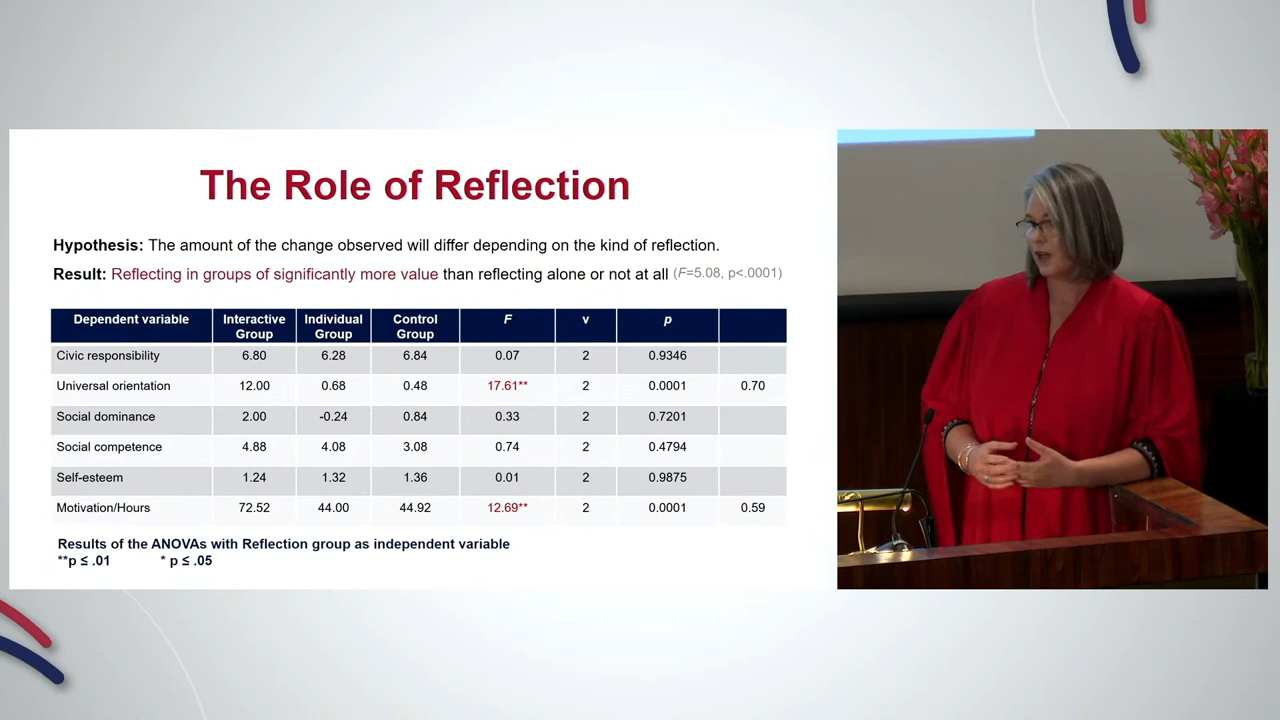 The Role of Reflection
Hypothesis: The amount of the change observed will differ depending on the kind of reflection.
Result: Reflecting in groups of significantly more value than reflecting alone or not at all (F=5.08, p<.0001)
Dependent variable Interactive Group Individual Group Control Group F v p
Civic responsibility 6.80 6.28 6.84 0.07 2 0.9346
Universal orientation 12.00 0.68 0.48 17.61** 2 0.0001 0.70
Social dominance 2.00 -0.24 0.84 0.33 2 0.7201
Social competence 4.88 4.08 3.08 0.74 2 0.4794
Self-esteem 1.24 1.32 1.36 0.01 2 0.9875
Motivation/Hours 72.52 44.00 44.92 12.69** 2 0.0001 0.59
Results of the ANOVAs with Reflection group as independent variable
**p ≤ .01 * p ≤ .05